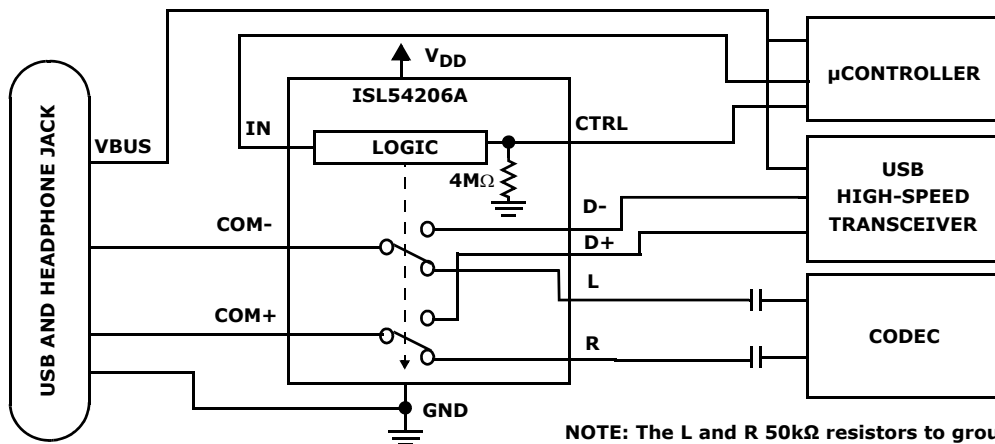 VDD
µCONTROLLER
ISL54206A
IN
CTRL
VBUS
LOGIC
4MΩ
USB
HIGH-SPEED
TRANSCEIVER
D-
COM-
D+
L
COM+
R
CODEC
USB AND HEADPHONE JACK
GND
NOTE: The L and R 50kΩ resistors to grou